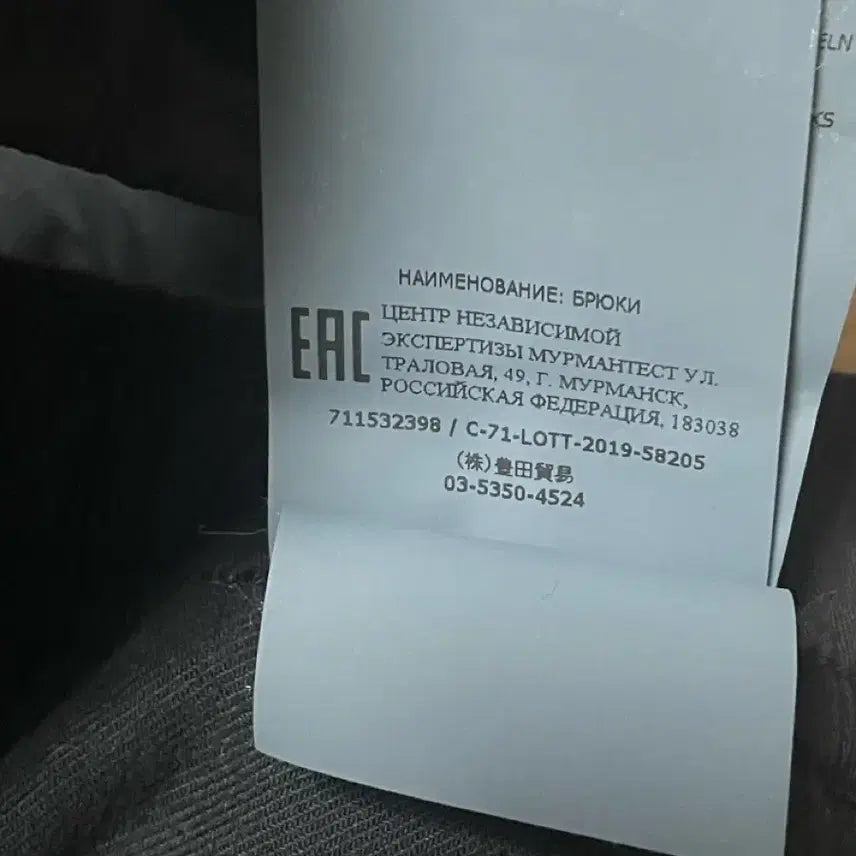 НАИМЕНОВАНИЕ: БРЮКИ
EAC
ЦЕНТР НЕЗАВИСИМОЙ
ЭКСПЕРТИЗЫ МУРМАНТЕСТ УЛ.
ТРАЛОВАЯ, 49, Г. МУРМАНСК,
РОССИЙСКАЯ ФЕДЕРАЦИЯ, 183038
711532398 / C-71-LOTT-2019-58205
(株)豊田貿易
03-5350-4524